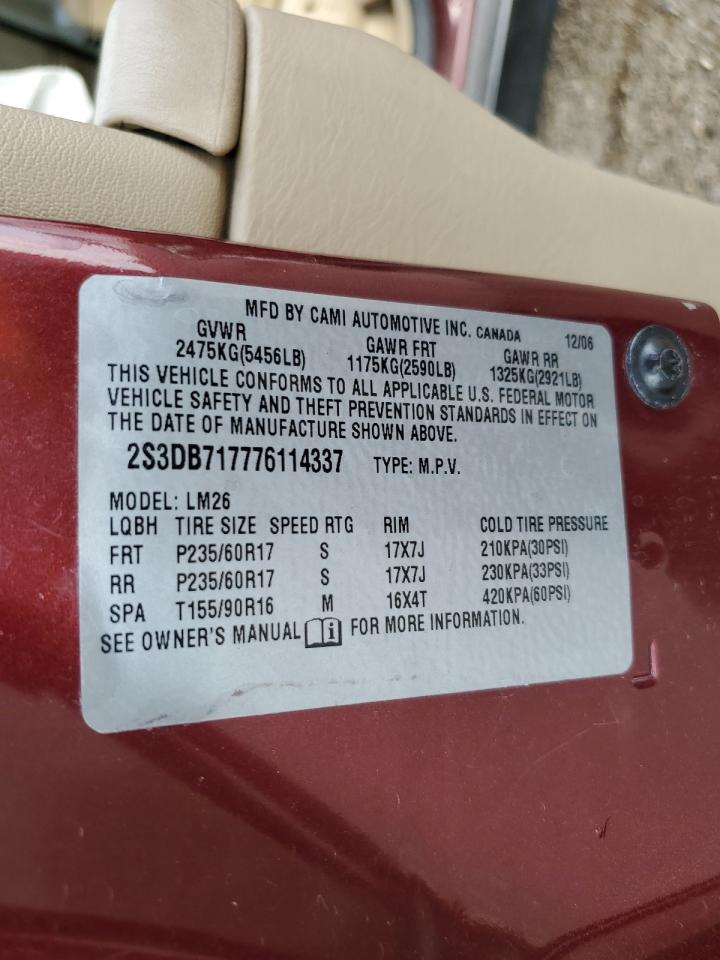 MFD BY CAMI AUTOMOTIVE INC. CANADA 12/06
GVWR GAWR FRT GAWR RR
2475KG(5456LB) 1175KG(2590LB) 1325KG(2921LB)
THIS VEHICLE CONFORMS TO ALL APPLICABLE U.S. FEDERAL MOTOR
VEHICLE SAFETY AND THEFT PREVENTION STANDARDS IN EFFECT ON
THE DATE OF MANUFACTURE SHOWN ABOVE.
2S3DB717776114337 TYPE: M.P.V.
MODEL: LM26
LQBH TIRE SIZE SPEED RTG RIM COLD TIRE PRESSURE
FRT P235/60R17 S 17X7J 210KPA(30PSI)
RR P235/60R17 S 17X7J 230KPA(33PSI)
SPA T155/90R16 M 16X4T 420KPA(60PSI)
SEE OWNER'S MANUAL i FOR MORE INFORMATION.